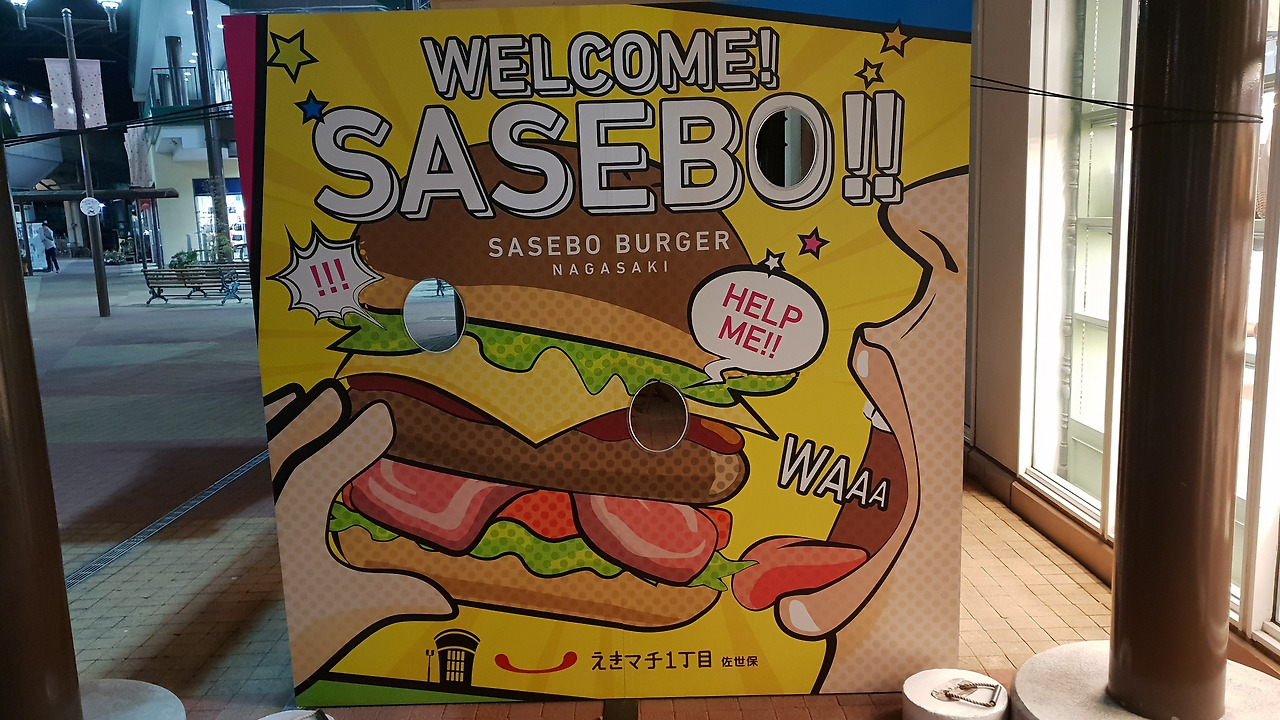 WELCOME!
SASEBO!!
SASEBO BURGER
NAGASAKI
!!!
HELP
ME!!
WAAA
えきマチ1丁目 佐世保